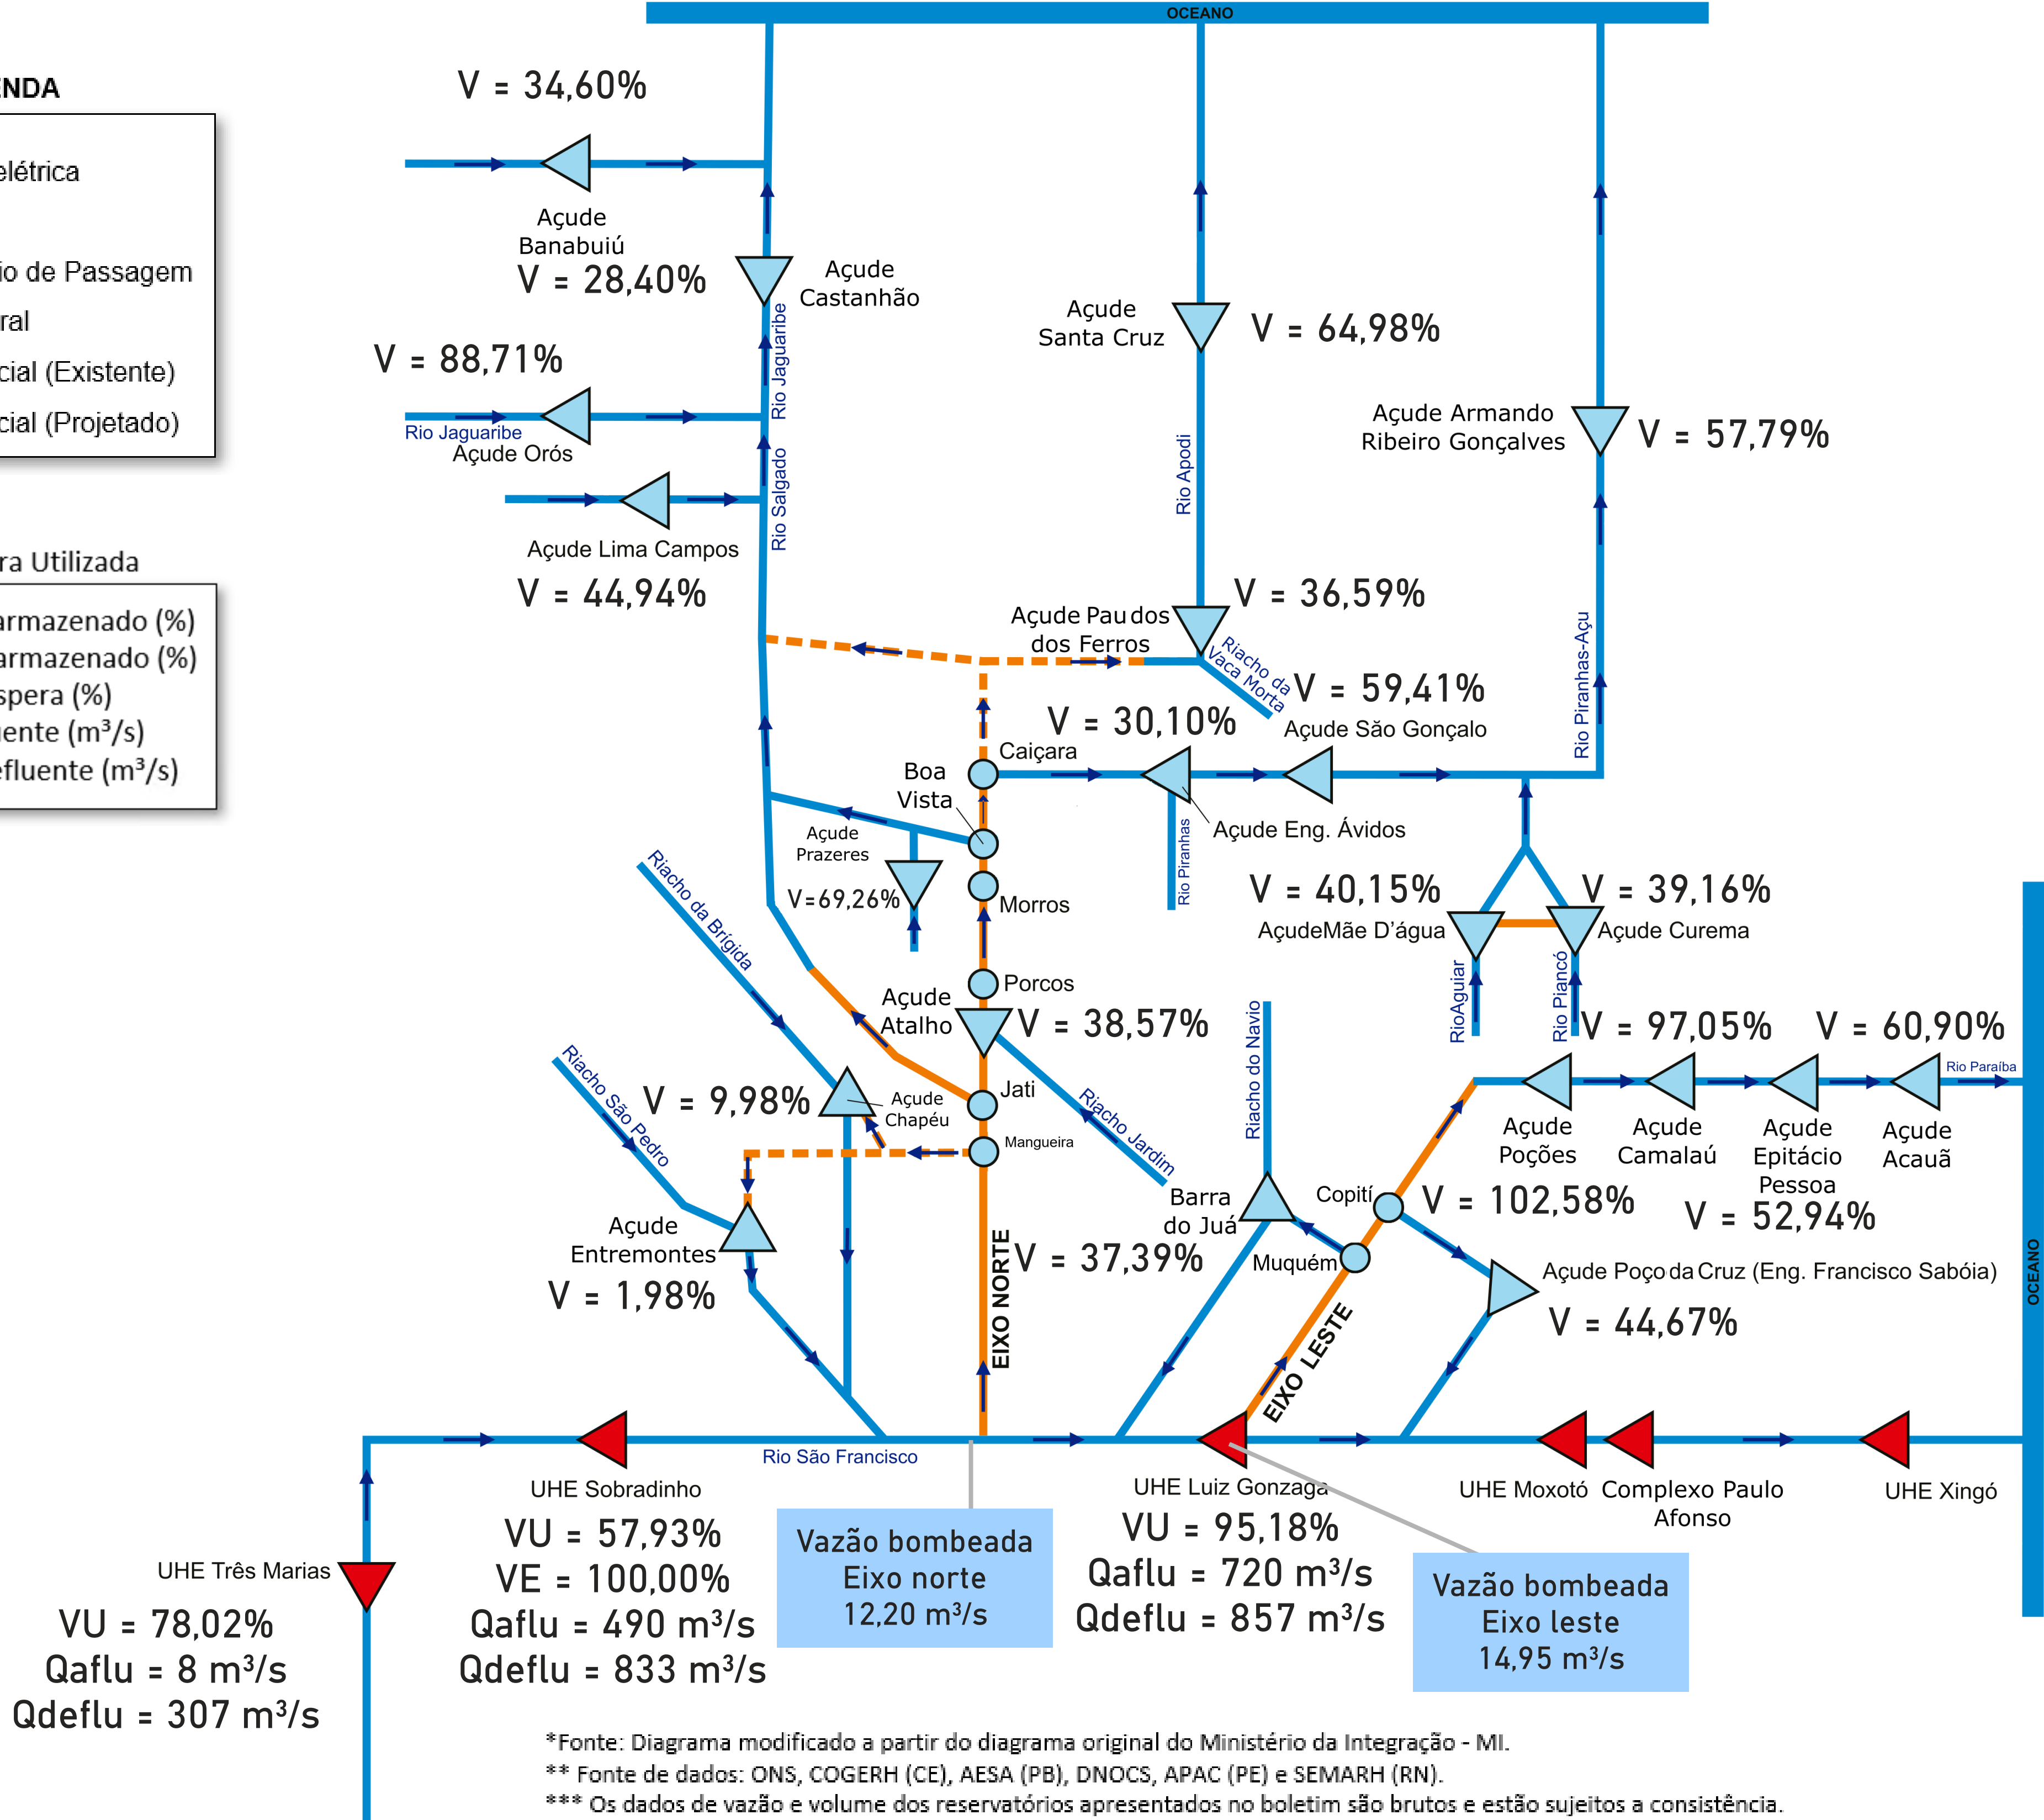 OCEANO
ENDA
elétrica
io de Passagem
ral
cial (Existente)
cial (Projetado)
ra Utilizada
armazenado (%)
armazenado (%)
spera (%)
uente (m³/s)
efluente (m³/s)
V = 34,60%
Açude
Banabuiú
V = 28,40%
Açude
Castanhão
Rio Jaguaribe
V = 88,71%
Rio Jaguaribe
Açude Orós
Rio Salgado
Açude Lima Campos
V = 44,94%
Açude
Santa Cruz
V = 64,98%
Rio Apodi
Açude Armando
Ribeiro Gonçalves
V = 57,79%
Açude Pau dos
dos Ferros
V = 36,59%
Riacho da
Vaca Morta
V = 59,41%
Açude São Gonçalo
V = 30,10%
Rio Piranhas-Açu
Caiçara
Boa
Vista
Açude Eng. Ávidos
Rio Piranhas
Açude
Prazeres
V=69,26%
Morros
Riacho da Brígida
V = 40,15%
AçudeMãe D'água
V = 39,16%
Açude Curema
RioAguiar
Rio Piancó
Porcos
Açude
Atalho
V = 38,57%
Riacho São Pedro
V = 9,98%
Açude
Chapéu
Jati
Mangueira
Riacho Jardim
Riacho do Navio
V = 97,05%
V = 60,90%
Rio Paraíba
Açude
Poções
Açude
Camalaú
Açude
Epitácio
Pessoa
Açude
Acauã
V = 102,58%
V = 52,94%
Barra
do Juá
Copití
Muquém
V = 37,39%
Açude
Entremontes
V = 1,98%
EIXO NORTE
EIXO LESTE
Açude Poço da Cruz (Eng. Francisco Sabóia)
V = 44,67%
OCEANO
Rio São Francisco
UHE Sobradinho
VU = 57,93%
VE = 100,00%
Qaflu = 490 m³/s
Qdeflu = 833 m³/s
Vazão bombeada
Eixo norte
12,20 m³/s
UHE Luiz Gonzaga
VU = 95,18%
Qaflu = 720 m³/s
Qdeflu = 857 m³/s
Vazão bombeada
Eixo leste
14,95 m³/s
UHE Moxotó
Complexo Paulo
Afonso
UHE Xingó
UHE Três Marias
VU = 78,02%
Qaflu = 8 m³/s
Qdeflu = 307 m³/s
*Fonte: Diagrama modificado a partir do diagrama original do Ministério da Integração - MI.
** Fonte de dados: ONS, COGERH (CE), AESA (PB), DNOCS, APAC (PE) e SEMARH (RN).
*** Os dados de vazão e volume dos reservatórios apresentados no boletim são brutos e estão sujeitos a consistência.